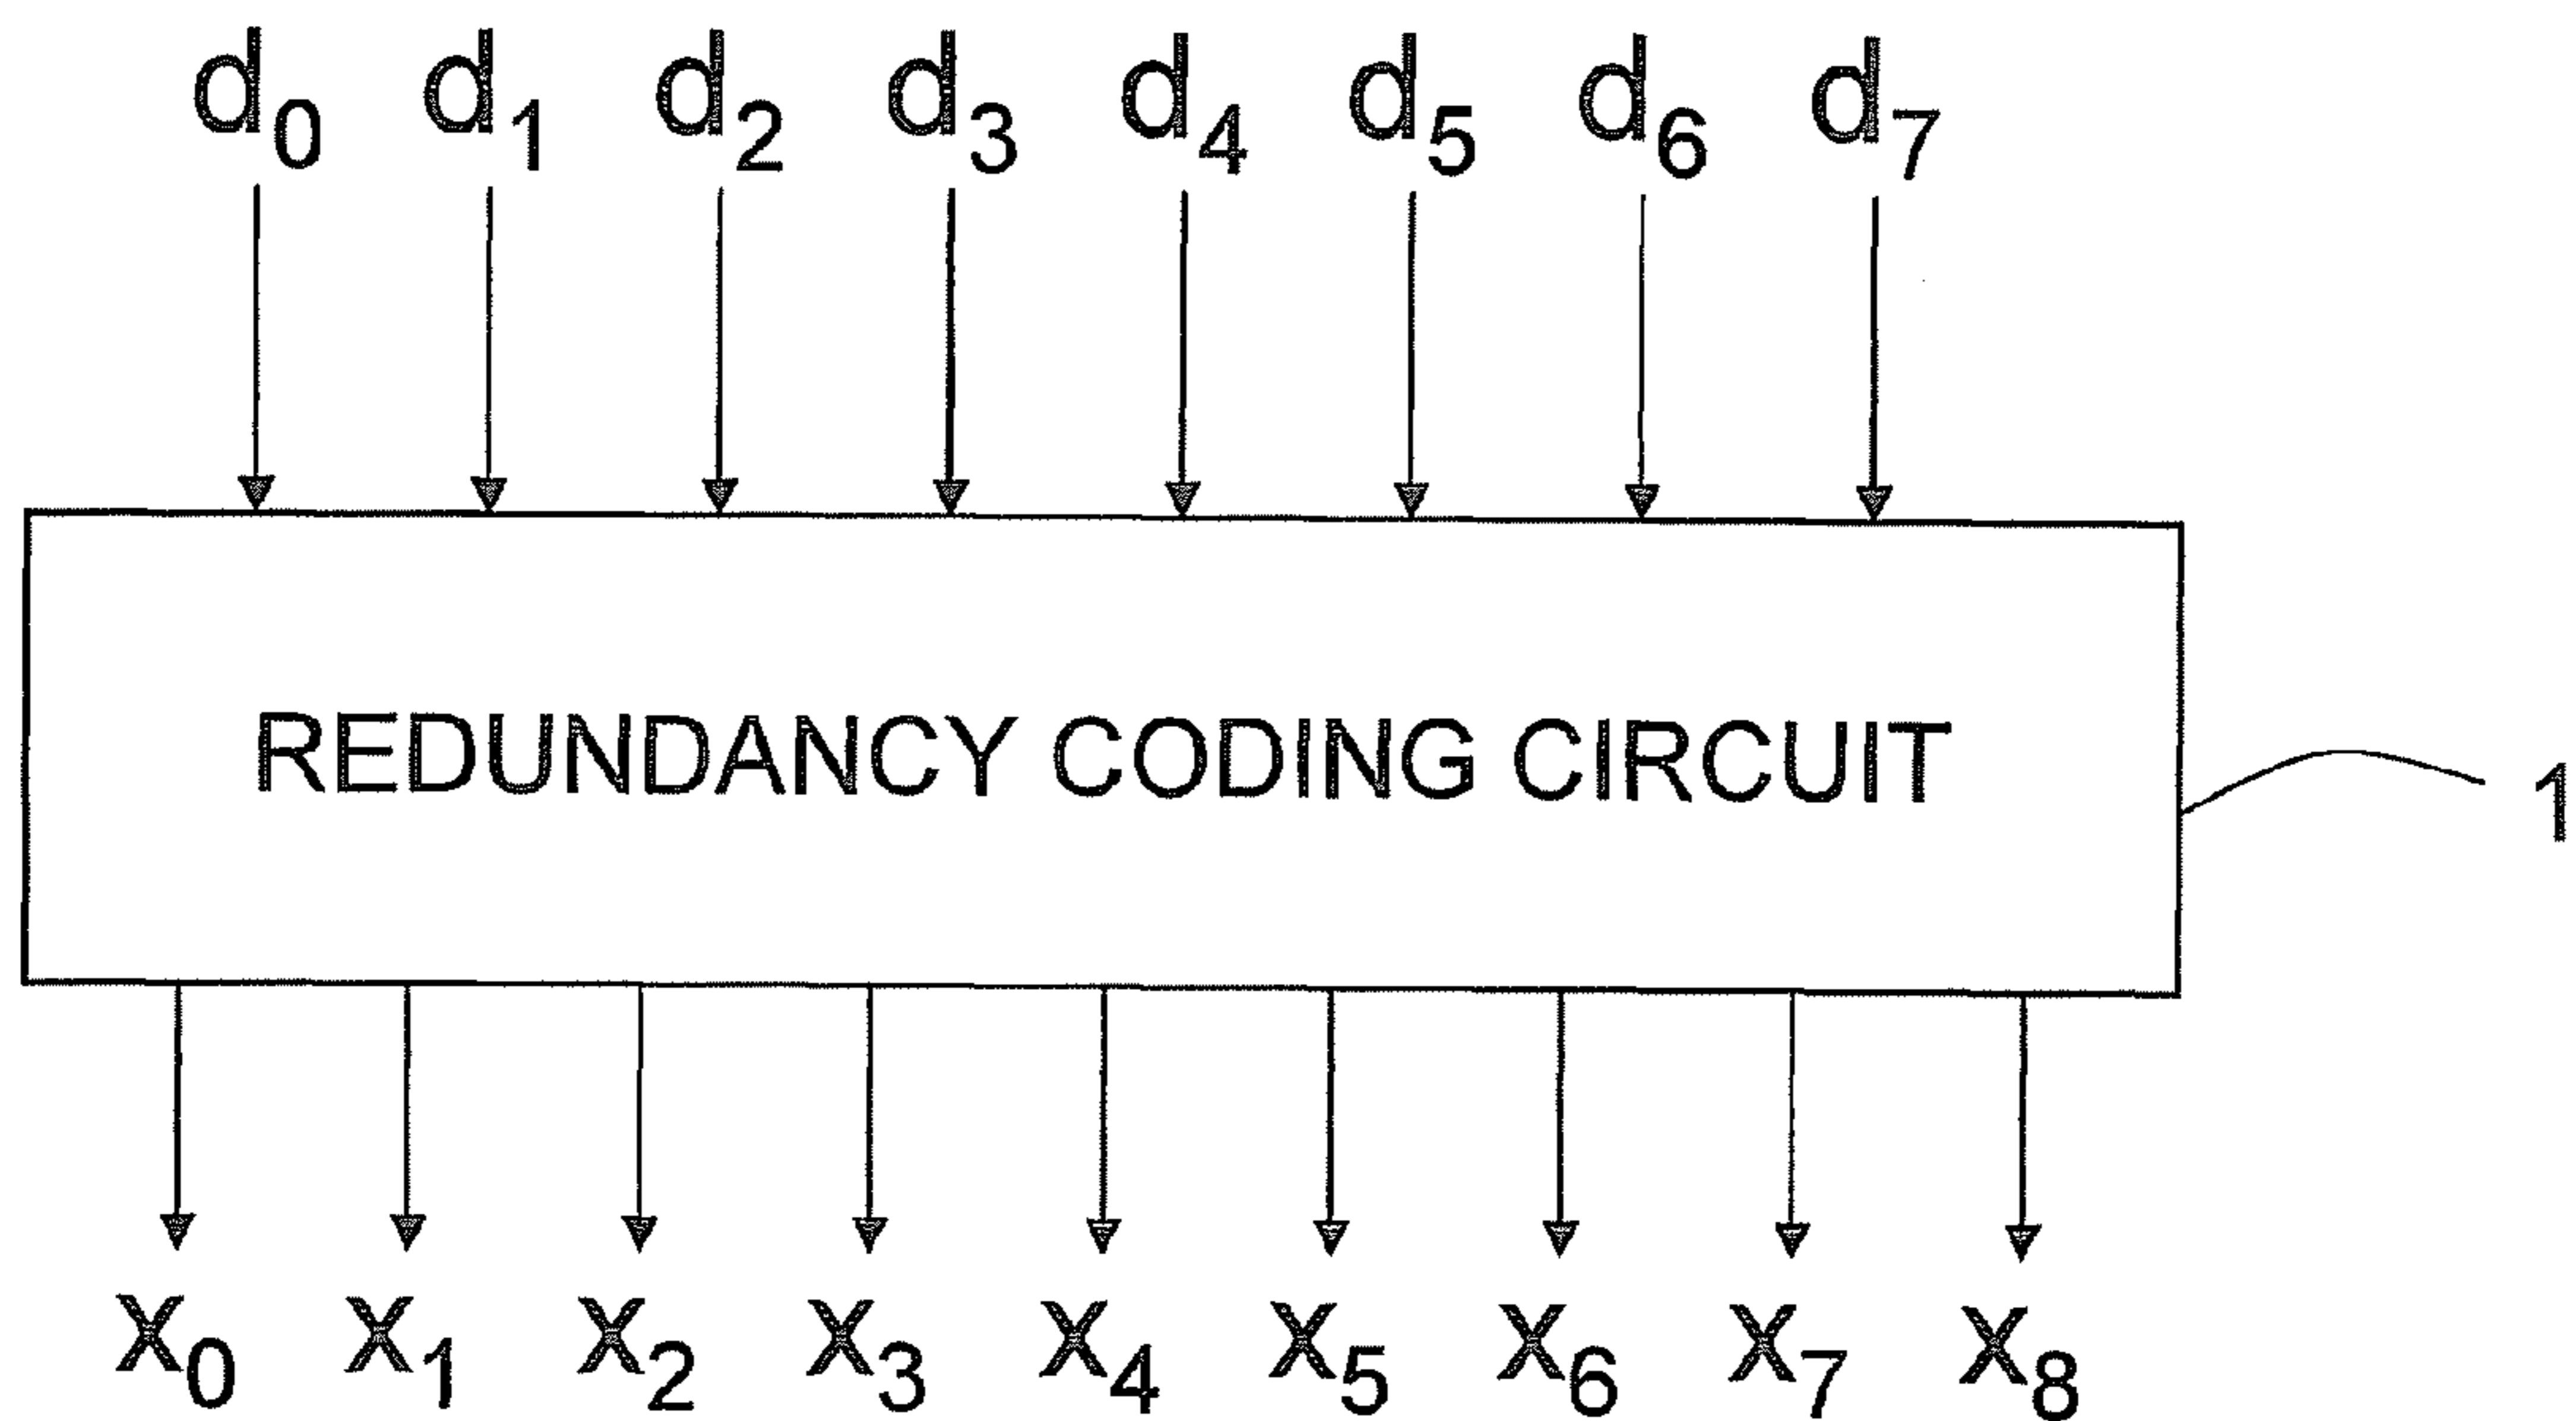 d0 d1 d2 d3 d4 d5 d6 d7
REDUNDANCY CODING CIRCUIT
1
x0 x1 x2 x3 x4 x5 x6 x7 x8